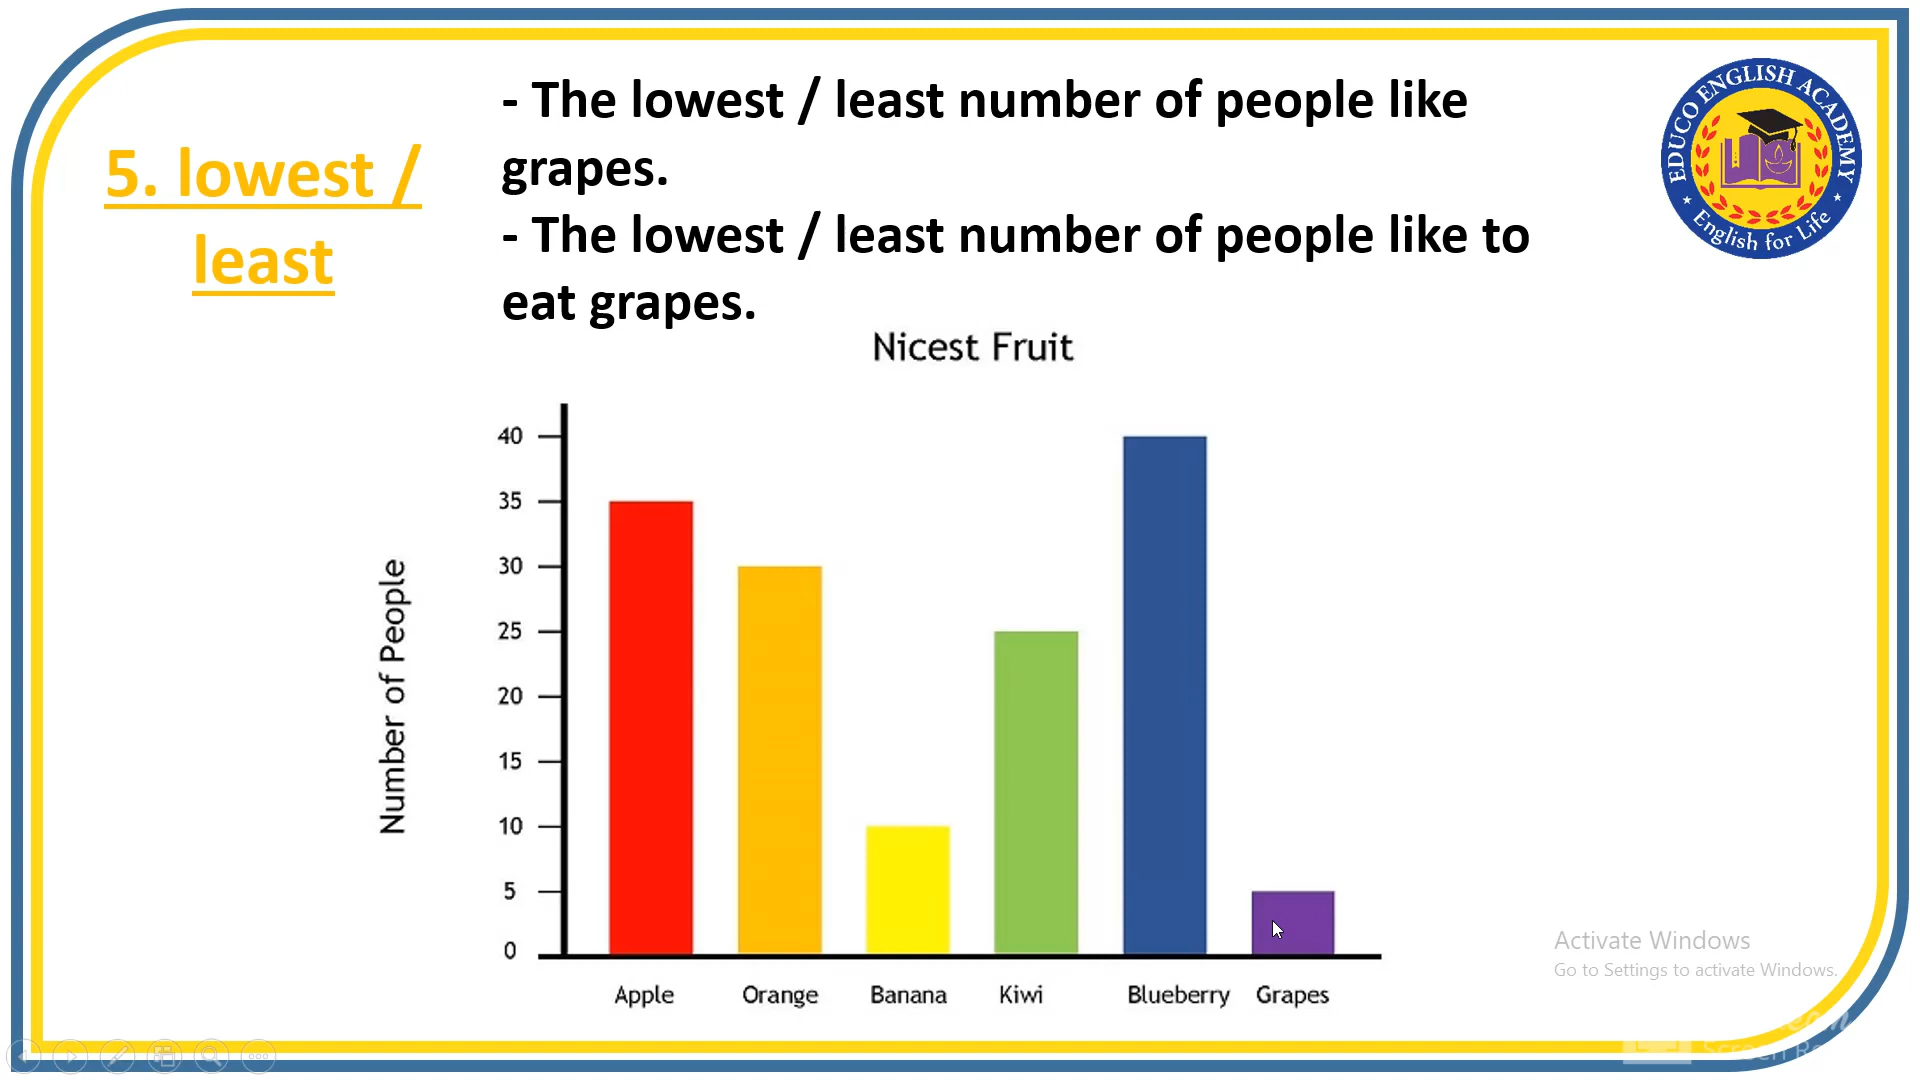 5. lowest /
least
- The lowest / least number of people like
grapes.
- The lowest / least number of people like to
eat grapes.
EDUCO ENGLISH ACADEMY
English for Life
Nicest Fruit
Number of People
40
35
30
25
20
15
10
5
0
Apple Orange Banana Kiwi Blueberry Grapes
Activate Windows
Go to Settings to activate Windows.
Screen